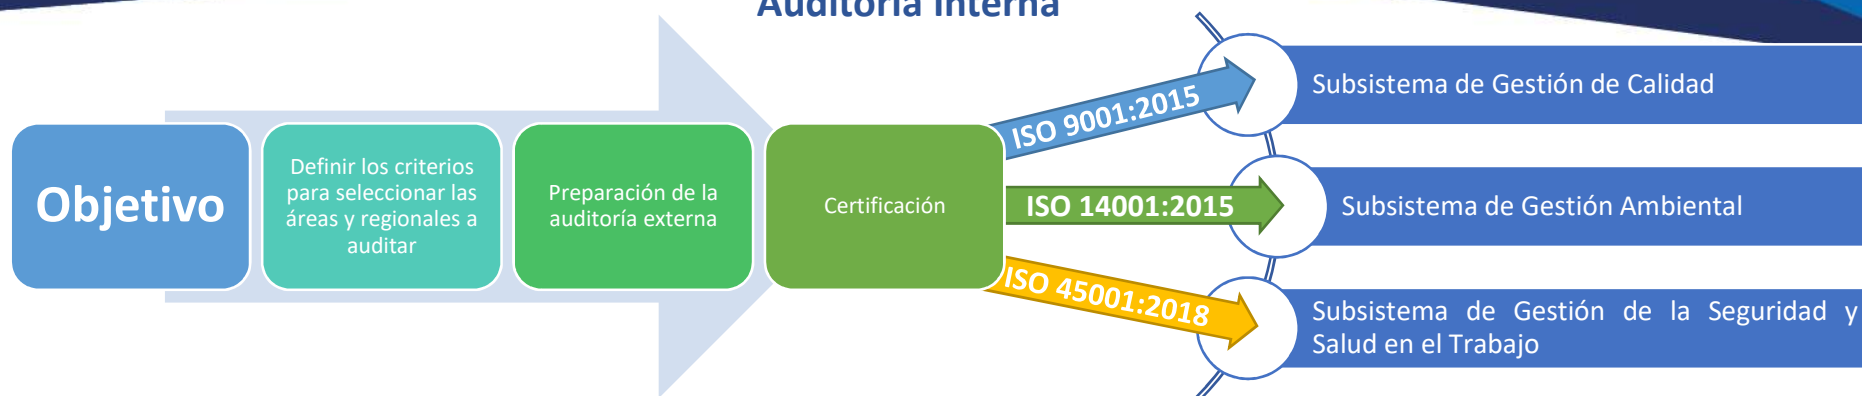 Auditoría Interna
Objetivo
Definir los criterios
para seleccionar las
áreas y regionales a
auditar
Preparación de la
auditoría externa
Certificación
ISO 9001:2015
Subsistema de Gestión de Calidad
ISO 14001:2015
Subsistema de Gestión Ambiental
ISO 45001:2018
Subsistema de Gestión de la Seguridad y
Salud en el Trabajo